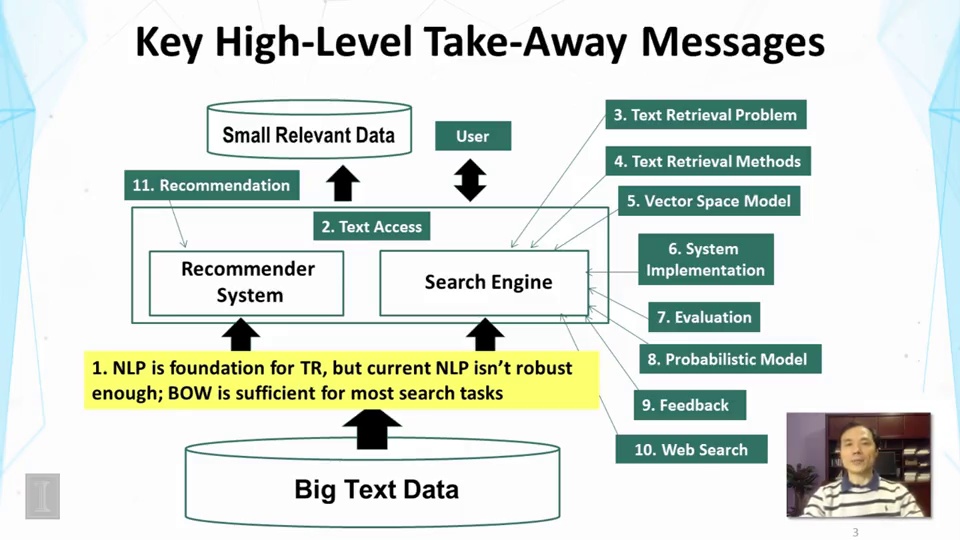 Key High-Level Take-Away Messages
Small Relevant Data
User
3. Text Retrieval Problem
4. Text Retrieval Methods
11. Recommendation
5. Vector Space Model
2. Text Access
6. System
Implementation
Recommender
System
Search Engine
7. Evaluation
8. Probabilistic Model
1. NLP is foundation for TR, but current NLP isn't robust
enough; BOW is sufficient for most search tasks
9. Feedback
10. Web Search
Big Text Data
I
3